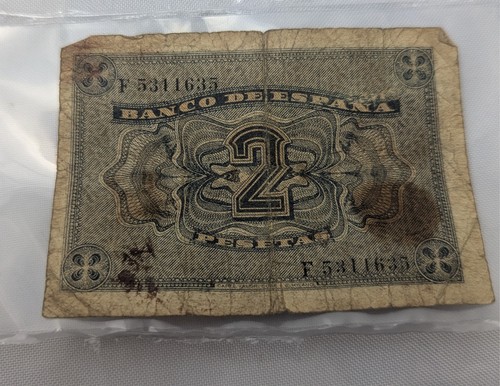 F 5311635
BANCO DE ESPAÑA
2
PESETAS
F 5311635